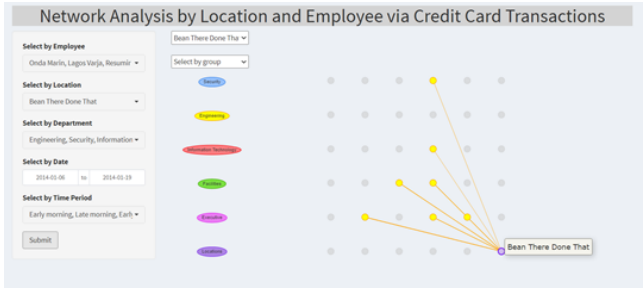 Network Analysis by Location and Employee via Credit Card Transactions
Select by Employee
Onda Marin, Lagos Varja, Resumir
Select by Location
Bean There Done That
Select by Department
Engineering, Security, Information
Select by Date
2014-01-06 to 2014-01-19
Select by Time Period
Early morning, Late morning, Early
Submit
Bean There Done Tha
Select by group
Security
Engineering
Information Technology
Facilities
Executive
Locations
Bean There Done That